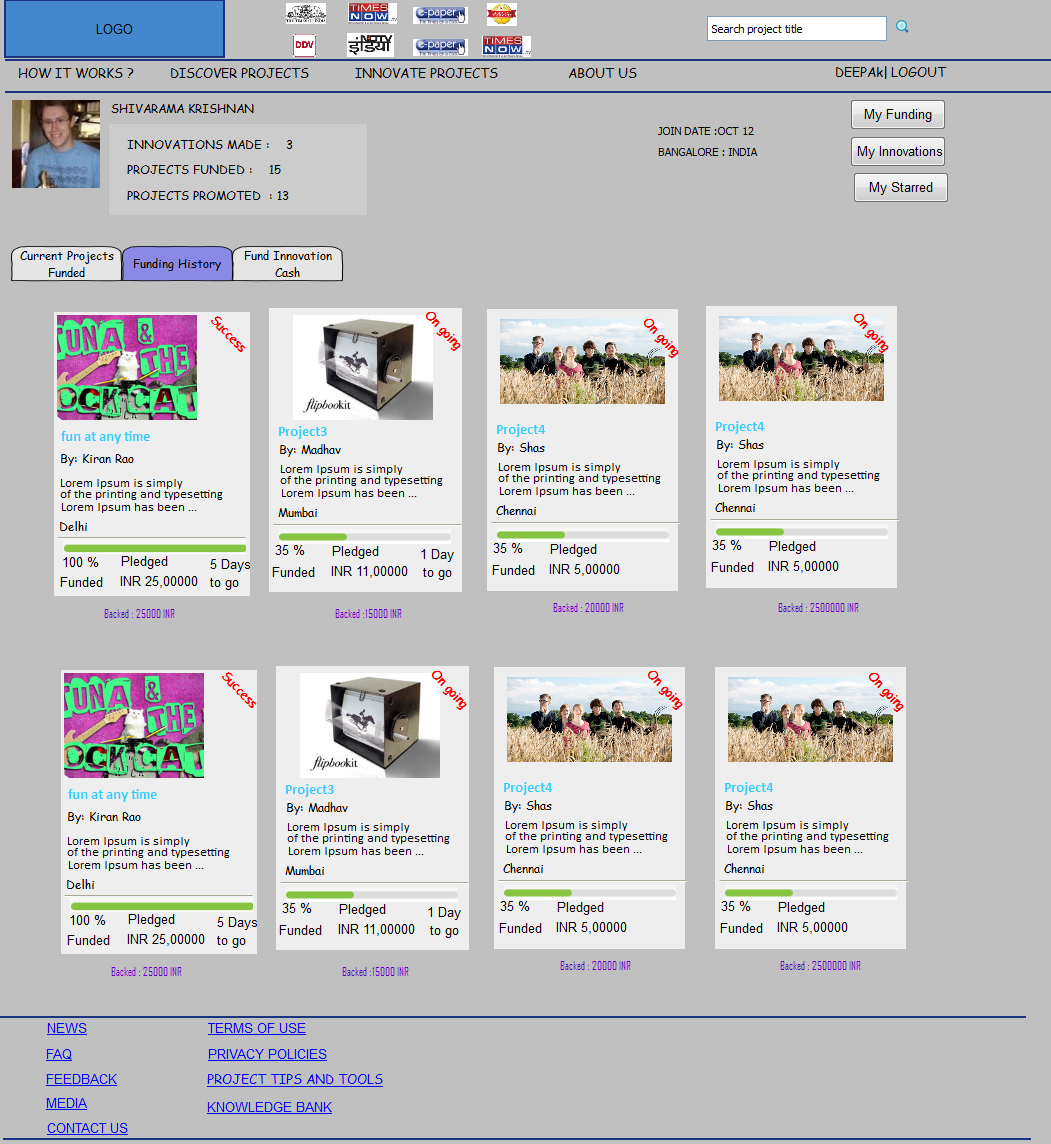 LOGO
TIMES
NOW .TV
e-paper
DDV
NDTV
इंडिया
e-paper
TIMES
NOW .TV
Search project title
HOW IT WORKS ?
DISCOVER PROJECTS
INNOVATE PROJECTS
ABOUT US
DEEPAk| LOGOUT
SHIVARAMA KRISHNAN
INNOVATIONS MADE : 3
PROJECTS FUNDED : 15
PROJECTS PROMOTED : 13
JOIN DATE :OCT 12
BANGALORE : INDIA
My Funding
My Innovations
My Starred
Current Projects
Funded
Funding History
Fund Innovation
Cash
TUNA &
THE
ROCK CAT
Success
fun at any time
By: Kiran Rao
Lorem Ipsum is simply
of the printing and typesetting
Lorem Ipsum has been ...
Delhi
100 % Pledged 5 Days
Funded INR 25,00000 to go
Backed : 25000 INR
On going
flipbookit
Project3
By: Madhav
Lorem Ipsum is simply
of the printing and typesetting
Lorem Ipsum has been ...
Mumbai
35 % Pledged 1 Day
Funded INR 11,00000 to go
Backed :15000 INR
On going
Project4
By: Shas
Lorem Ipsum is simply
of the printing and typesetting
Lorem Ipsum has been ...
Chennai
35 % Pledged
Funded INR 5,00000
Backed : 20000 INR
On going
Project4
By: Shas
Lorem Ipsum is simply
of the printing and typesetting
Lorem Ipsum has been ...
Chennai
35 % Pledged
Funded INR 5,00000
Backed : 2500000 INR
TUNA &
THE
ROCK CAT
Success
fun at any time
By: Kiran Rao
Lorem Ipsum is simply
of the printing and typesetting
Lorem Ipsum has been ...
Delhi
100 % Pledged 5 Days
Funded INR 25,00000 to go
Backed : 25000 INR
On going
flipbookit
Project3
By: Madhav
Lorem Ipsum is simply
of the printing and typesetting
Lorem Ipsum has been ...
Mumbai
35 % Pledged 1 Day
Funded INR 11,00000 to go
Backed :15000 INR
On going
Project4
By: Shas
Lorem Ipsum is simply
of the printing and typesetting
Lorem Ipsum has been ...
Chennai
35 % Pledged
Funded INR 5,00000
Backed : 20000 INR
On going
Project4
By: Shas
Lorem Ipsum is simply
of the printing and typesetting
Lorem Ipsum has been ...
Chennai
35 % Pledged
Funded INR 5,00000
Backed : 2500000 INR
NEWS
FAQ
FEEDBACK
MEDIA
CONTACT US
TERMS OF USE
PRIVACY POLICIES
PROJECT TIPS AND TOOLS
KNOWLEDGE BANK